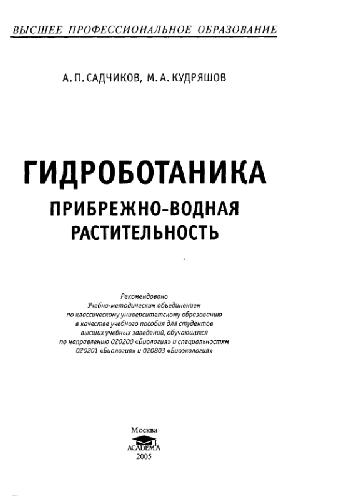 ВЫСШЕЕ ПРОФЕССИОНАЛЬНОЕ ОБРАЗОВАНИЕ
А. П. САДЧИКОВ, М. А. КУДРЯШОВ
ГИДРОБОТАНИКА
ПРИБРЕЖНО-ВОДНАЯ
РАСТИТЕЛЬНОСТЬ
Рекомендовано
Учебно-методическим объединением
по классическому университетскому образованию
в качестве учебного пособия для студентов
высших учебных заведений, обучающихся
по направлению 020200 «Биология» и специальностям
020201 «Биология» и 020803 «Биоэкология»
Москва
ACADEMA
2005